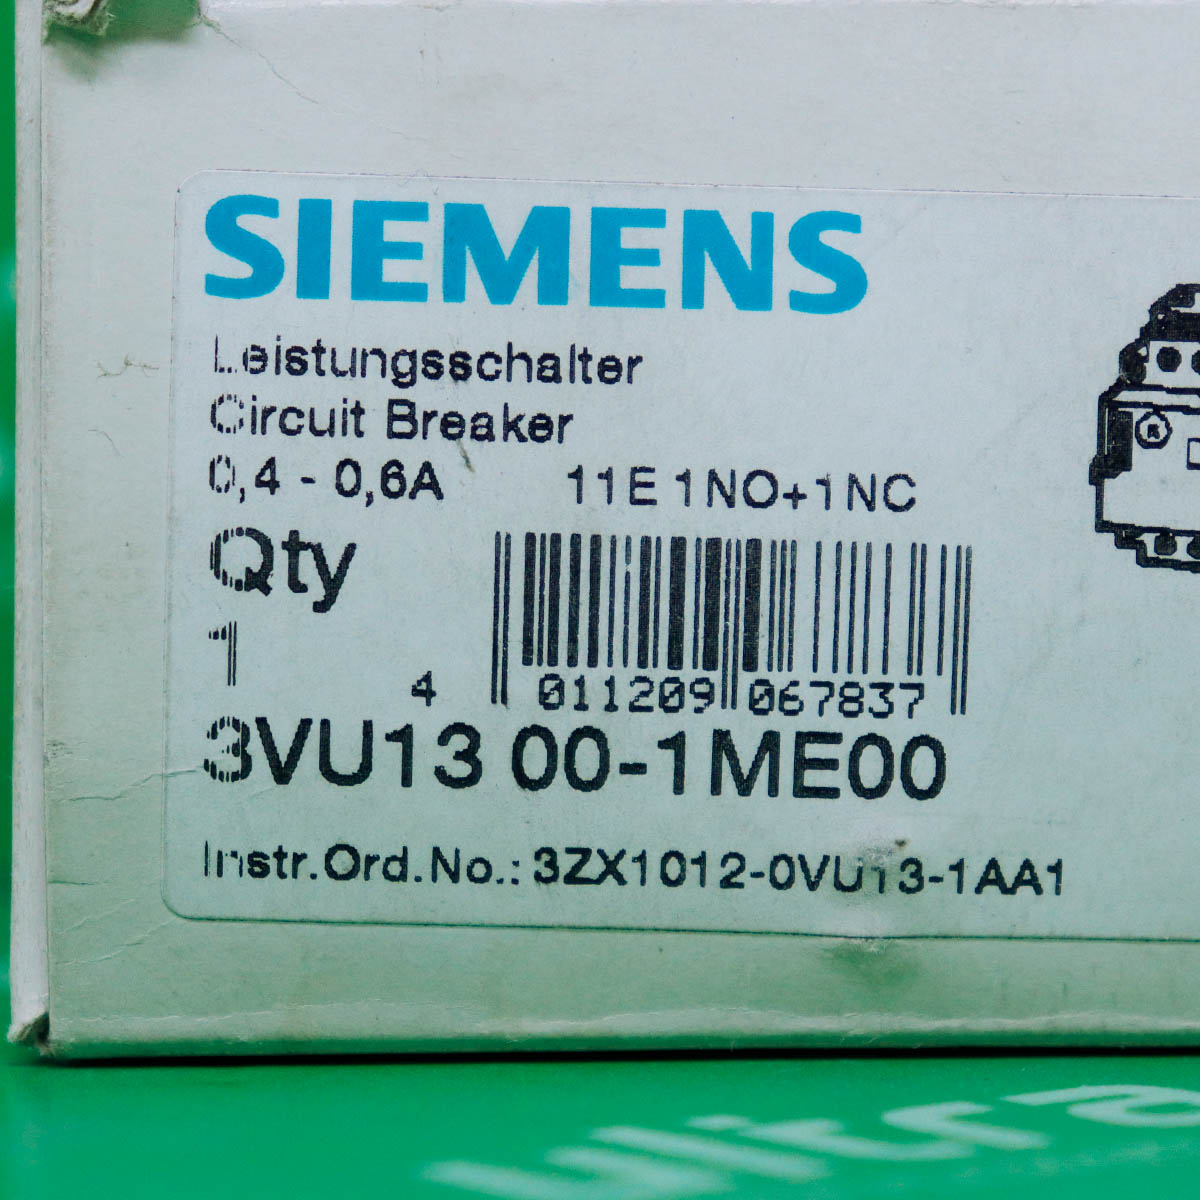 SIEMENS
Leistungsschalter
Circuit Breaker
0,4 - 0,6A 11E 1NO+1NC
Qty
1
4 011209 067837
3VU13 00-1ME00
Instr.Ord.No.: 3ZX1012-0VU13-1AA1